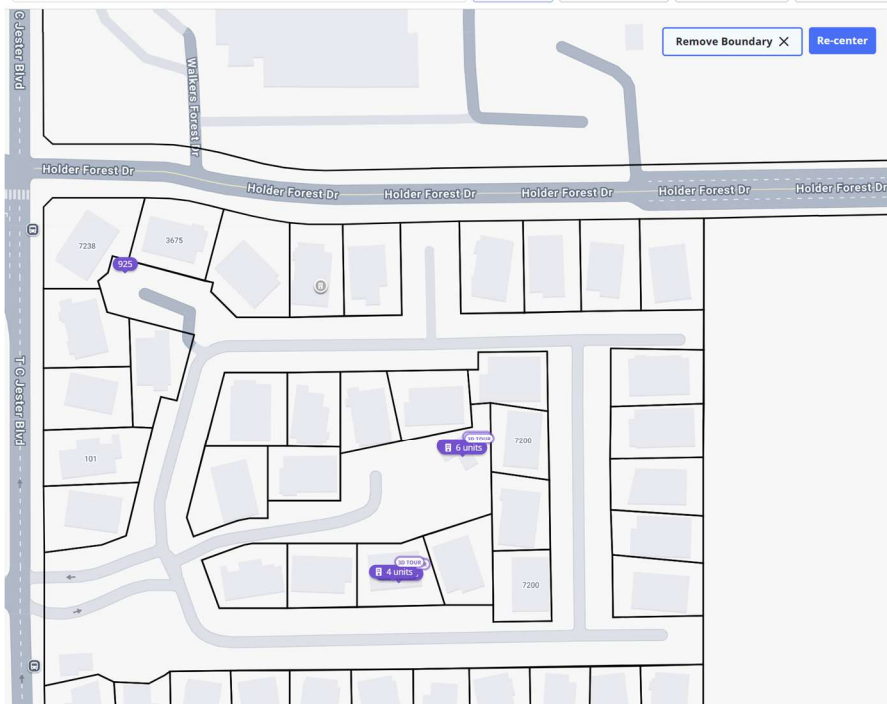 Remove Boundary
Re-center
C Jester Blvd
Walkers Forest Dr
Holder Forest Dr
Holder Forest Dr
Holder Forest Dr
Holder Forest Dr
Holder Forest Dr
Holder Forest Dr
7238
3675
925
T C Jester Blvd
3D TOUR
6 units
7200
101
3D TOUR
4 units
7200